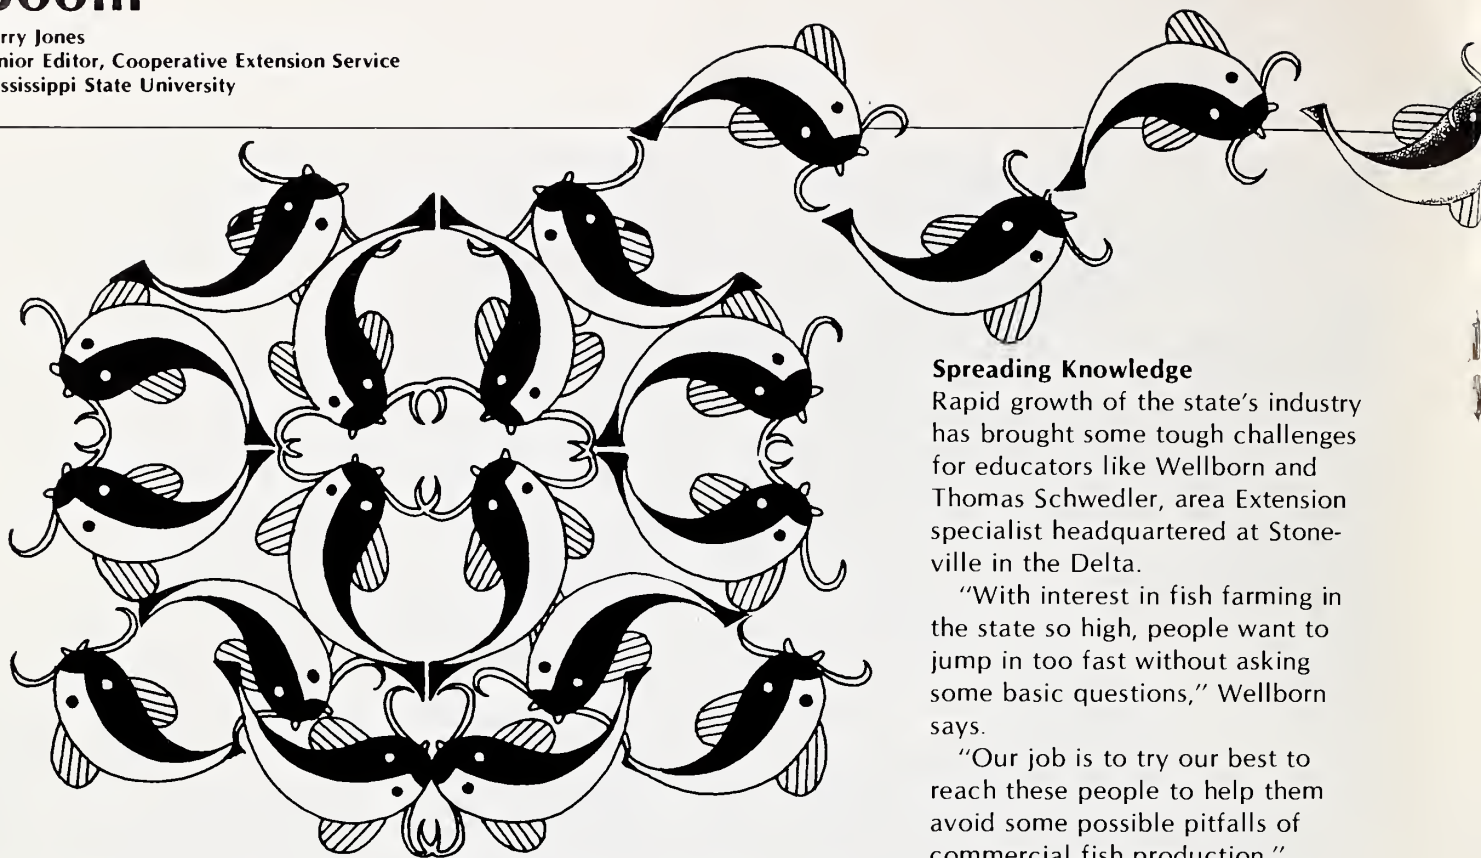 rry Jones
nior Editor, Cooperative Extension Service
ssissippi State University
Spreading Knowledge
Rapid growth of the state's industry
has brought some tough challenges
for educators like Wellborn and
Thomas Schwedler, area Extension
specialist headquartered at Stone-
ville in the Delta.
"With interest in fish farming in
the state so high, people want to
jump in too fast without asking
some basic questions," Wellborn
says.
"Our job is to try our best to
reach these people to help them
avoid some possible pitfalls of
commercial fish production."